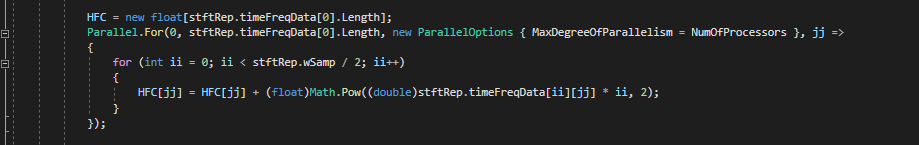 HFC = new float[stftRep.timeFreqData[0].Length];
Parallel.For(0, stftRep.timeFreqData[0].Length, new ParallelOptions { MaxDegreeOfParallelism = NumOfProcessors }, jj =>
{
for (int ii = 0; ii < stftRep.wSamp / 2; ii++)
{
HFC[jj] = HFC[jj] + (float)Math.Pow((double)stftRep.timeFreqData[ii][jj] * ii, 2);
}
});